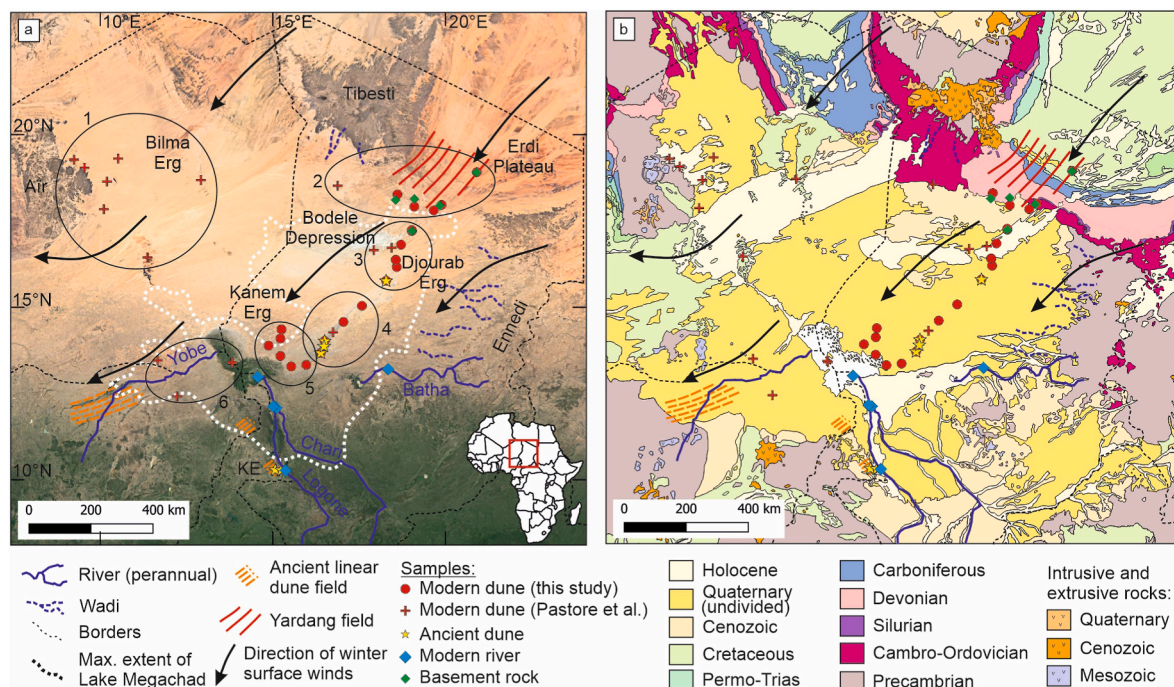 a
10°E
15°E
20°E
Tibesti
20°N
1
Bilma
Erg
Aïr
2
Erdi
Plateau
Bodele
Depression
3
Djourab
Erg
15°N
Kanem
Erg
4
Ennedi
Yobe
5
6
Batha
Chari
10°N
KE
Logone
0 200 400 km
b
0 200 400 km
River (perannual)
Wadi
Borders
Max. extent of
Lake Megachad
Ancient linear
dune field
Yardang field
Direction of winter
surface winds
Samples:
Modern dune (this study)
Modern dune (Pastore et al.)
Ancient dune
Modern river
Basement rock
Holocene
Quaternary
(undivided)
Cenozoic
Cretaceous
Permo-Trias
Carboniferous
Devonian
Silurian
Cambro-Ordovician
Precambrian
Intrusive and
extrusive rocks:
Quaternary
Cenozoic
Mesozoic